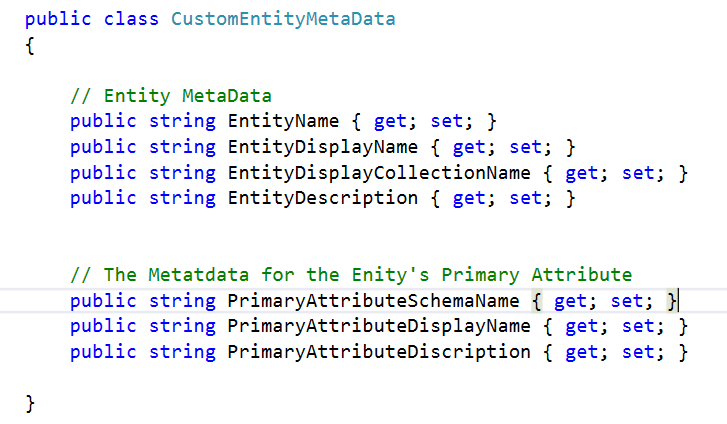 public class CustomEntityMetaData
{
// Entity MetaData
public string EntityName { get; set; }
public string EntityDisplayName { get; set; }
public string EntityDisplayCollectionName { get; set; }
public string EntityDescription { get; set; }
// The Metatdata for the Enity's Primary Attribute
public string PrimaryAttributeSchemaName { get; set; }
public string PrimaryAttributeDisplayName { get; set; }
public string PrimaryAttributeDiscription { get; set; }
}